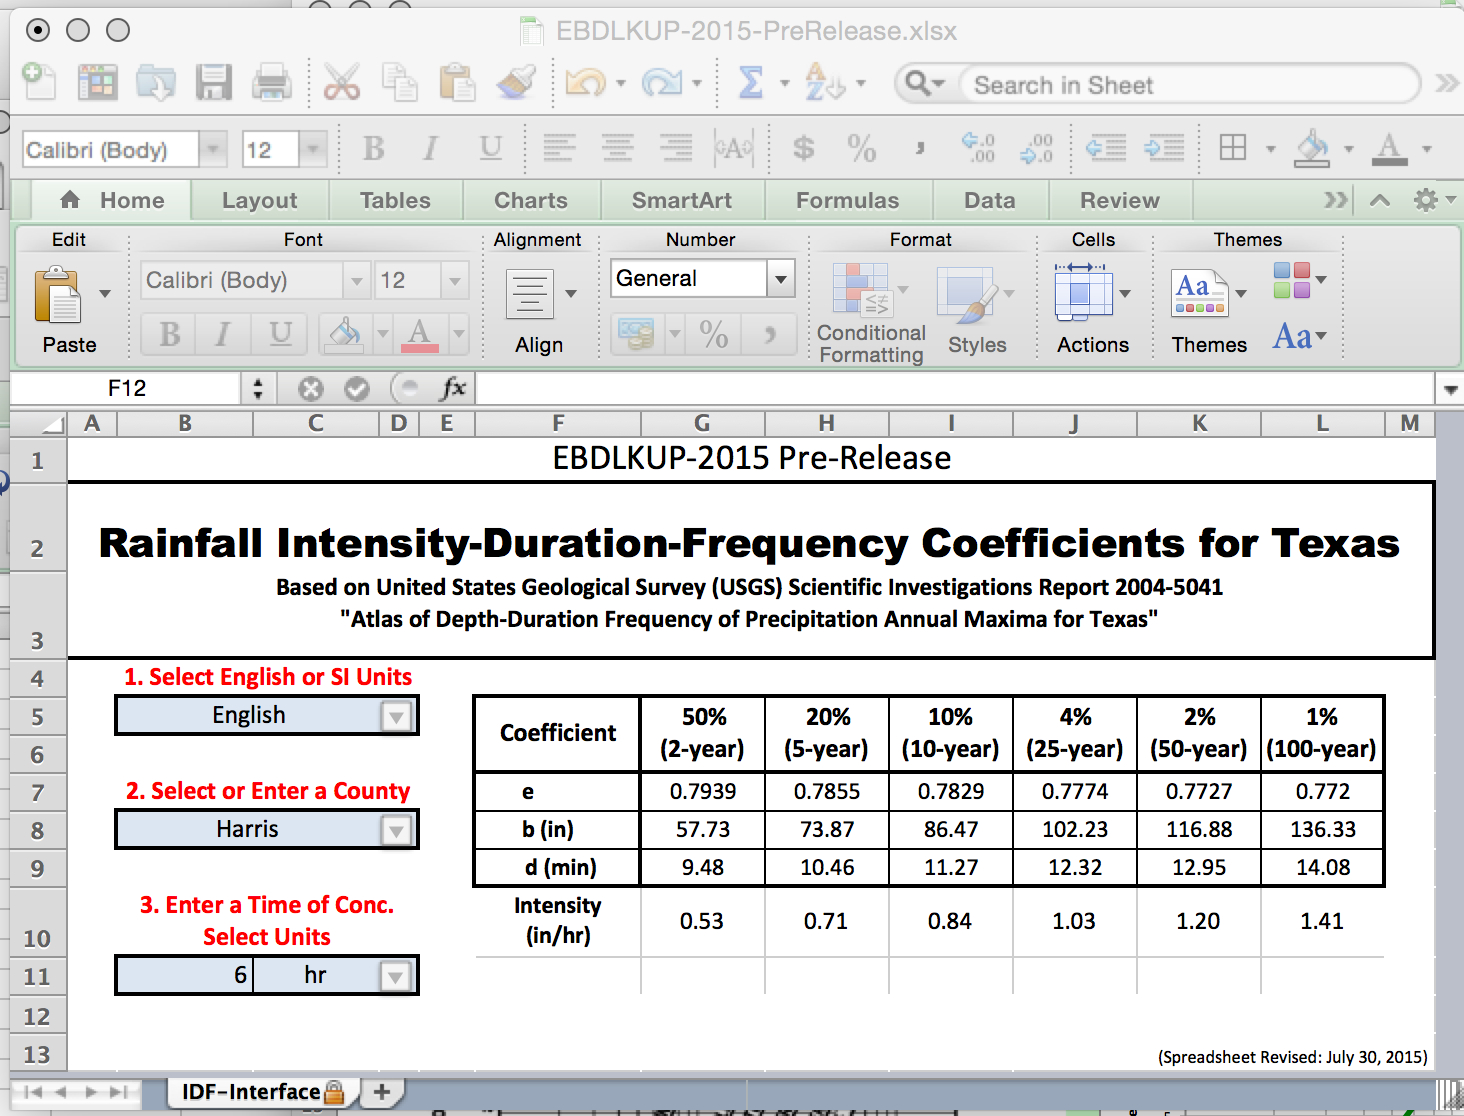 EBDLKUP-2015-PreRelease.xlsx
Search in Sheet
Calibri (Body) 12 B I U $ % , .0 .00 .00 .0 A
Home Layout Tables Charts SmartArt Formulas Data Review
Edit Font Alignment Number Format Cells Themes
Calibri (Body) 12 General Aa
B I U A % , Aa
Paste Align Conditional Formatting Styles Actions Themes
F12 fx
A B C D E F G H I J K L M
1 EBDLKUP-2015 Pre-Release
2 Rainfall Intensity-Duration-Frequency Coefficients for Texas
Based on United States Geological Survey (USGS) Scientific Investigations Report 2004-5041
3 "Atlas of Depth-Duration Frequency of Precipitation Annual Maxima for Texas"
4 1. Select English or SI Units
5 English Coefficient 50% 20% 10% 4% 2% 1%
6 (2-year) (5-year) (10-year) (25-year) (50-year) (100-year)
7 2. Select or Enter a County e 0.7939 0.7855 0.7829 0.7774 0.7727 0.772
8 Harris b (in) 57.73 73.87 86.47 102.23 116.88 136.33
9 d (min) 9.48 10.46 11.27 12.32 12.95 14.08
3. Enter a Time of Conc. Intensity
10 Select Units (in/hr) 0.53 0.71 0.84 1.03 1.20 1.41
11 6 hr
12
13 (Spreadsheet Revised: July 30, 2015)
IDF-Interface